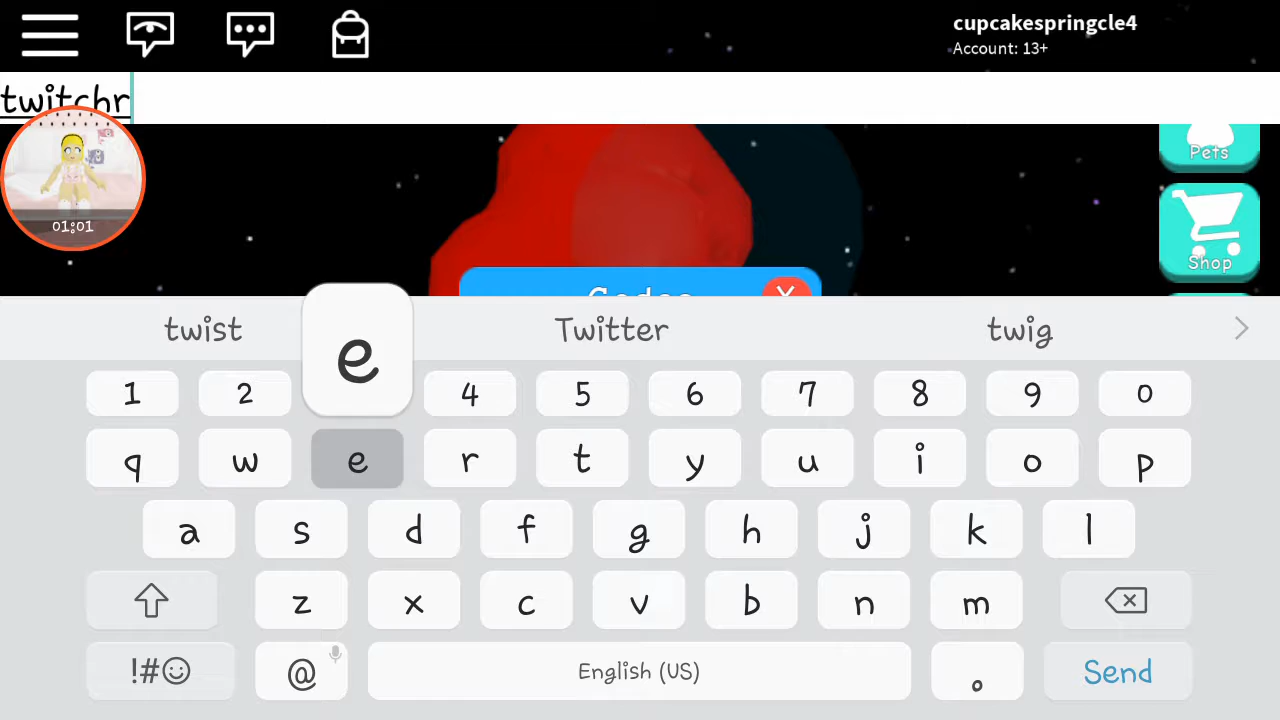 cupcakespringcle4
Account: 13+
twitchr
Pets
01:01
Shop
Codes X
twist Twitter twig
e
1 2 4 5 6 7 8 9 0
q w e r t y u i o p
a s d f g h j k l
z x c v b n m
!#☺ @ English (US) . Send